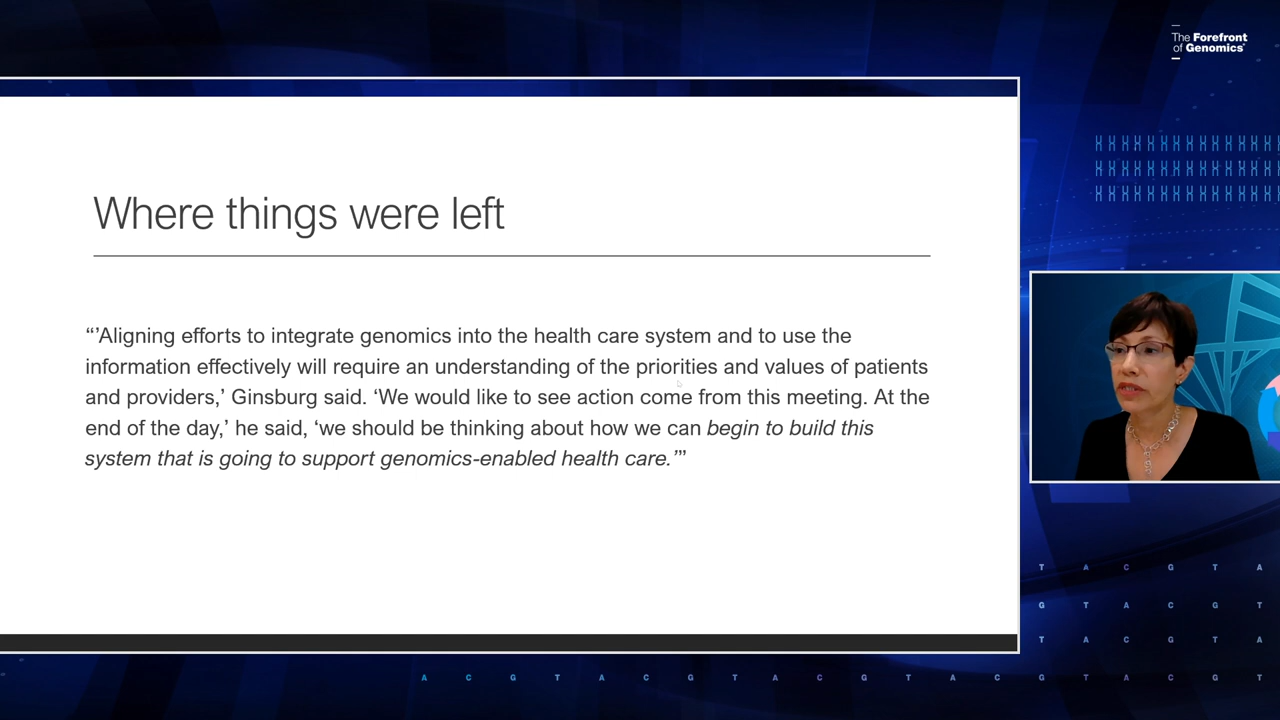 The Forefront
of Genomics®
Where things were left
“’Aligning efforts to integrate genomics into the health care system and to use the
information effectively will require an understanding of the priorities and values of patients
and providers,’ Ginsburg said. ‘We would like to see action come from this meeting. At the
end of the day,’ he said, ‘we should be thinking about how we can begin to build this
system that is going to support genomics-enabled health care.’”
T A C G T A
G T A C G T
T A C G T A
A C G T A C G T A C G T A C G T A C G T